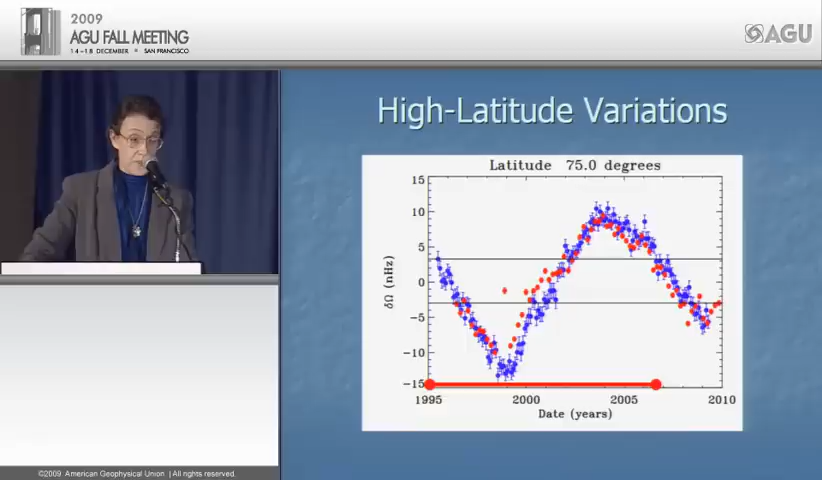 2009
AGU FALL MEETING
14-18 DECEMBER • SAN FRANCISCO
AGU
High-Latitude Variations
Latitude 75.0 degrees
15
10
5
0
−5
−10
−15
δΩ (nHz)
1995
2000
2005
2010
Date (years)
©2009 American Geophysical Union | All rights reserved.